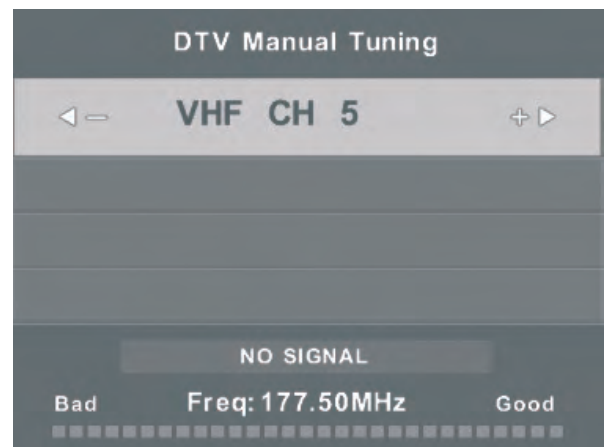 DTV Manual Tuning
VHF CH 5
NO SIGNAL
Bad Freq: 177.50MHz Good